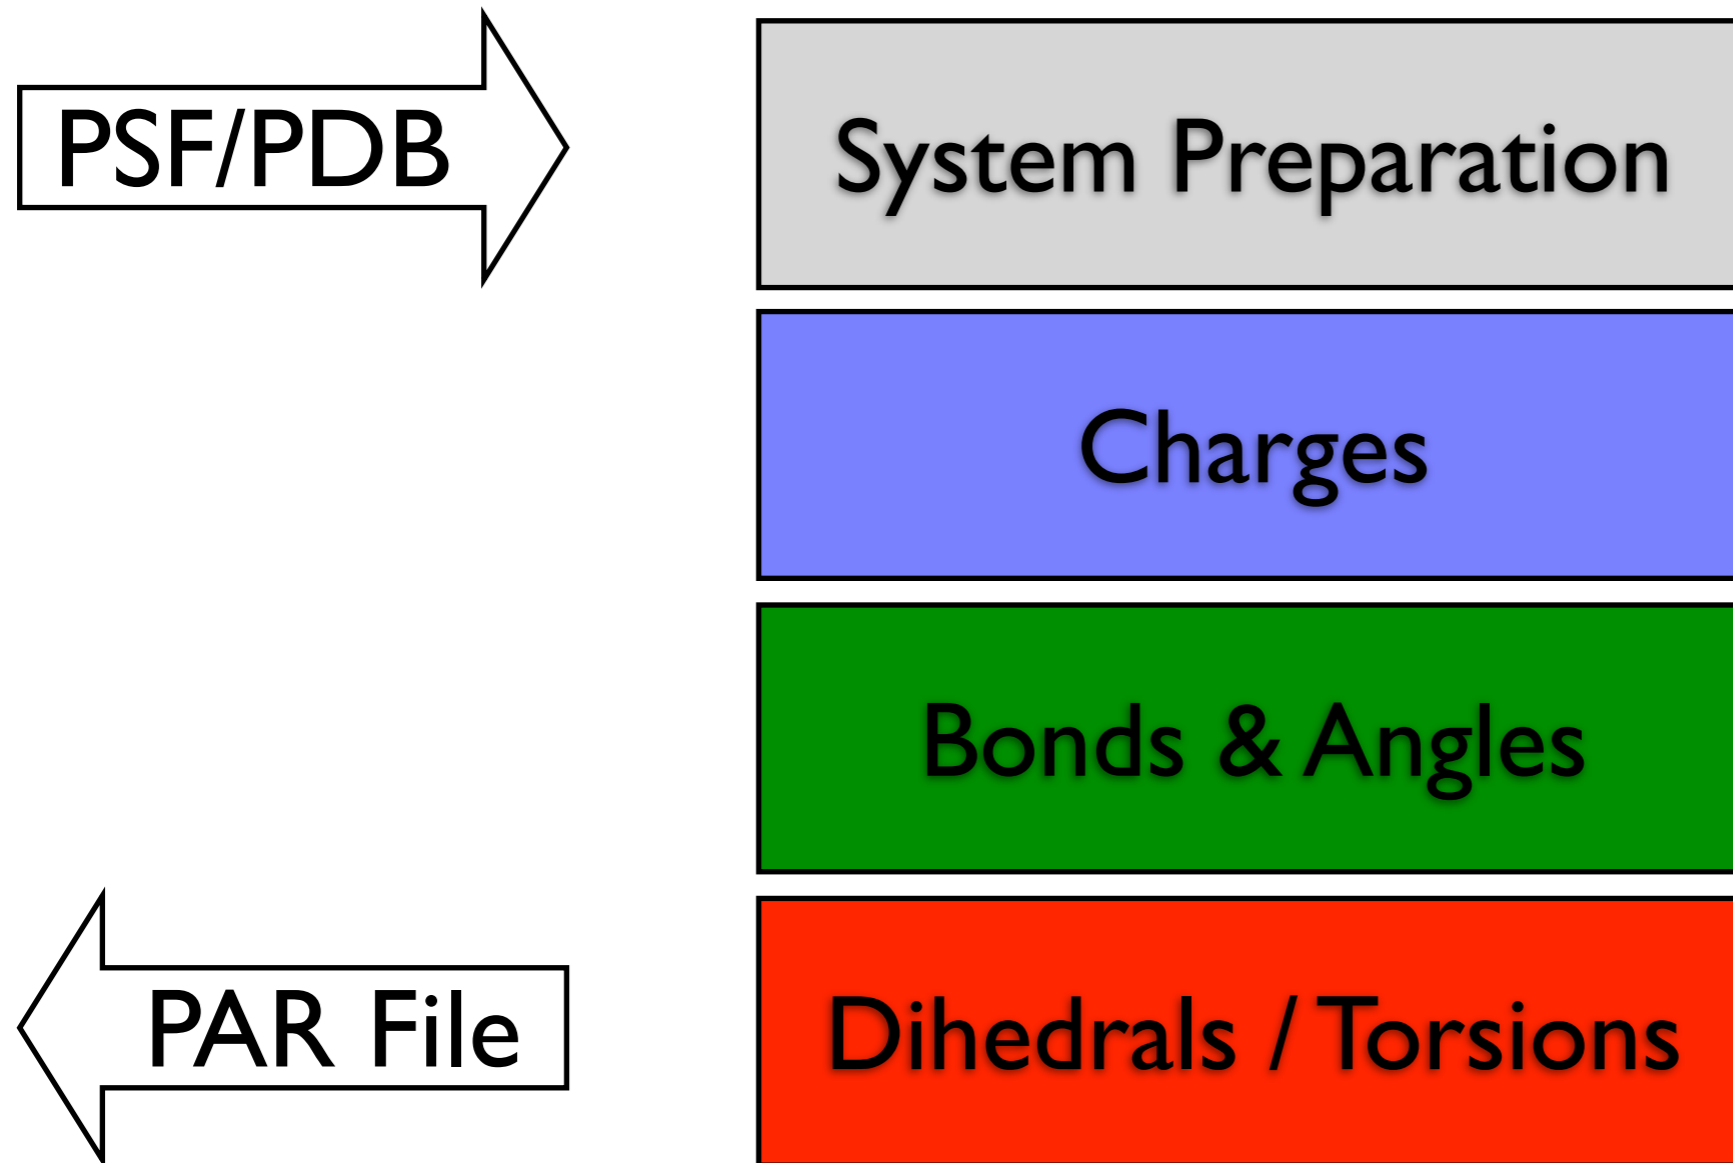 PSF/PDB
System Preparation
Charges
Bonds & Angles
PAR File
Dihedrals / Torsions